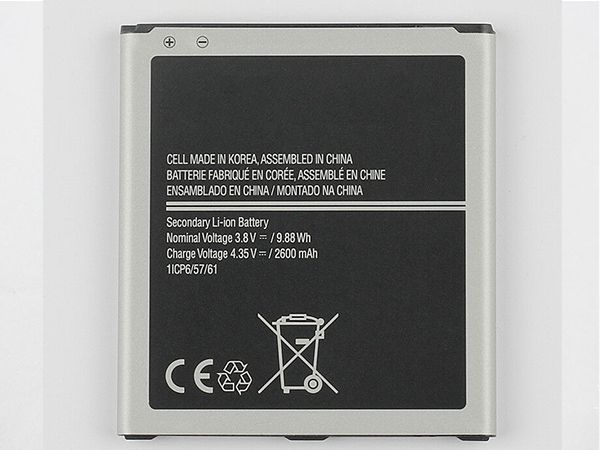 CELL MADE IN KOREA, ASSEMBLED IN CHINA
BATTERIE FABRIQUÉ EN CORÉE, ASSEMBLÉ EN CHINE
ENSAMBLADO EN CHINA / MONTADO NA CHINA
Secondary Li-ion Battery
Nominal Voltage 3.8 V ⎓ / 9.88 Wh
Charge Voltage 4.35 V ⎓ / 2600 mAh
1ICP6/57/61
CE